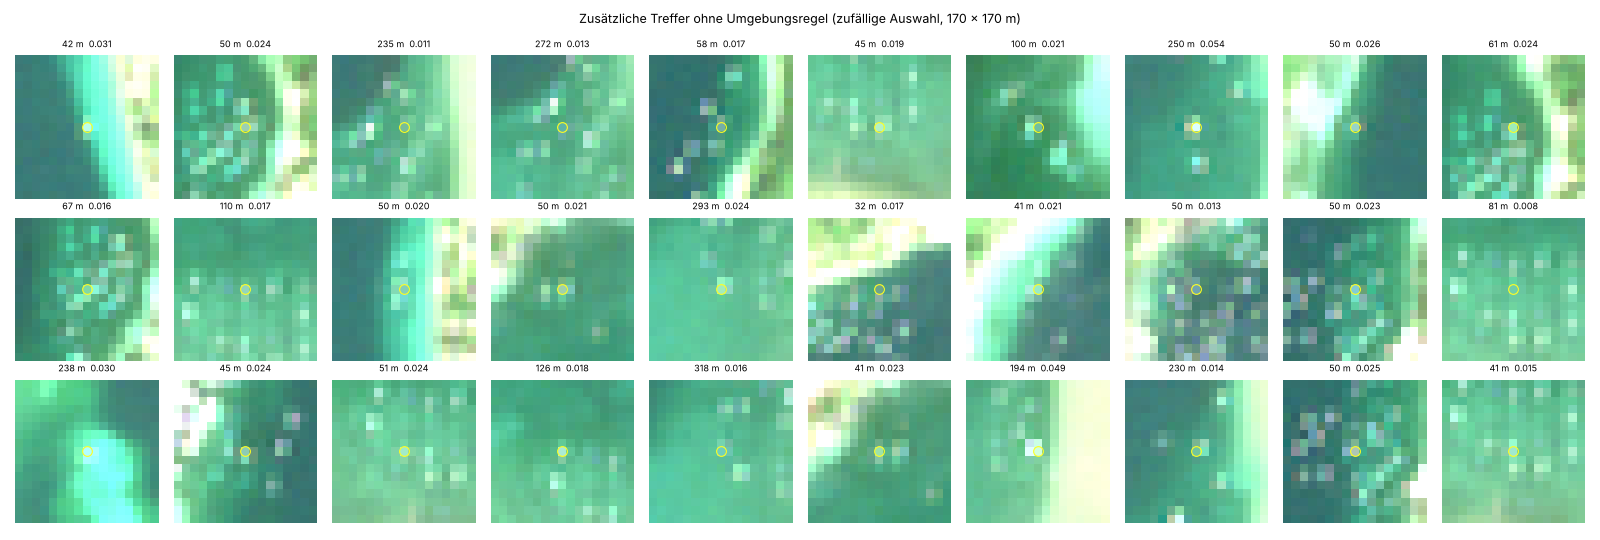 Zusätzliche Treffer ohne Umgebungsregel (zufällige Auswahl, 170 × 170 m)
42 m 0.031 50 m 0.024 235 m 0.011 272 m 0.013 58 m 0.017 45 m 0.019 100 m 0.021 250 m 0.054 50 m 0.026 61 m 0.024
67 m 0.016 110 m 0.017 50 m 0.020 50 m 0.021 293 m 0.024 32 m 0.017 41 m 0.021 50 m 0.013 50 m 0.023 81 m 0.008
238 m 0.030 45 m 0.024 51 m 0.024 126 m 0.018 318 m 0.016 41 m 0.023 194 m 0.049 230 m 0.014 50 m 0.025 41 m 0.015